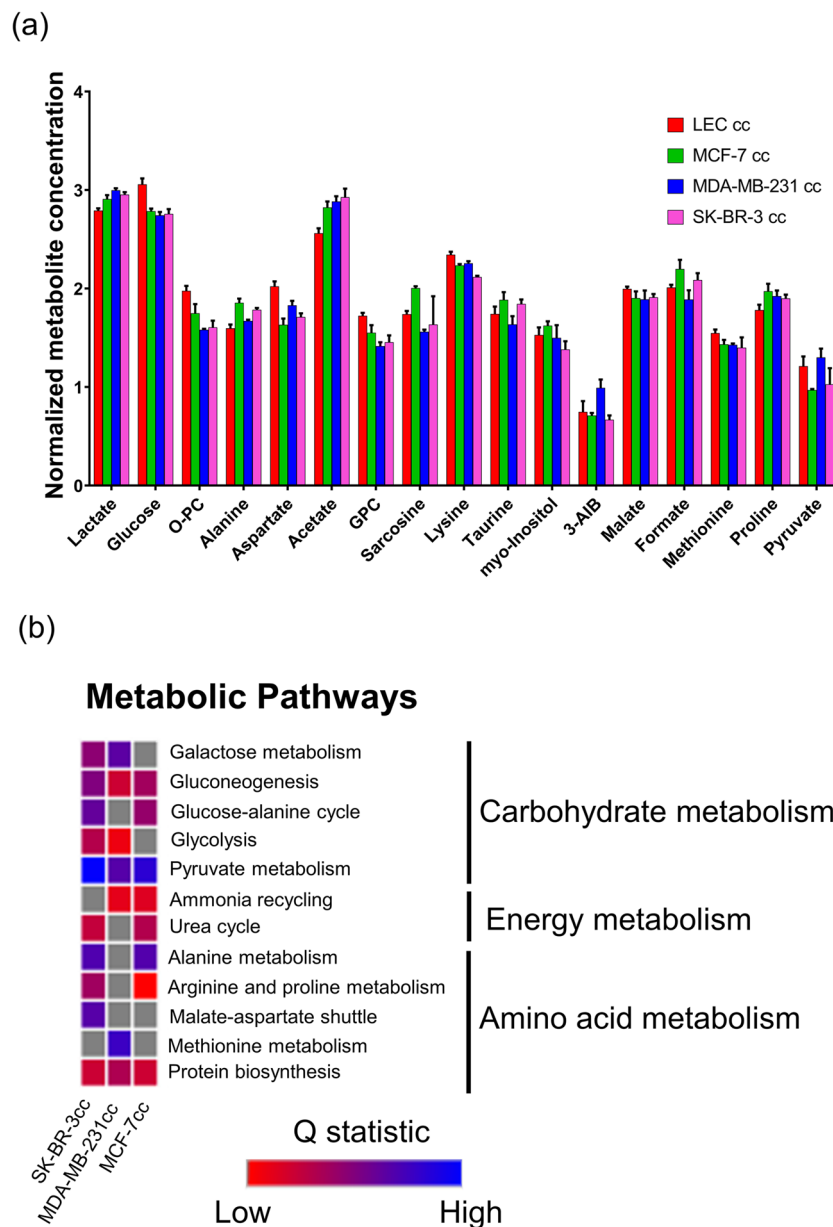 (a)
Normalized metabolite concentration
4
3
2
1
0
LEC cc
MCF-7 cc
MDA-MB-231 cc
SK-BR-3 cc
Lactate
Glucose
O-PC
Alanine
Aspartate
Acetate
GPC
Sarcosine
Lysine
Taurine
myo-Inositol
3-AIB
Malate
Formate
Methionine
Proline
Pyruvate
(b)
Metabolic Pathways
Galactose metabolism
Gluconeogenesis
Glucose-alanine cycle
Glycolysis
Pyruvate metabolism
Ammonia recycling
Urea cycle
Alanine metabolism
Arginine and proline metabolism
Malate-aspartate shuttle
Methionine metabolism
Protein biosynthesis
Carbohydrate metabolism
Energy metabolism
Amino acid metabolism
SK-BR-3cc
MDA-MB-231cc
MCF-7cc
Q statistic
Low
High